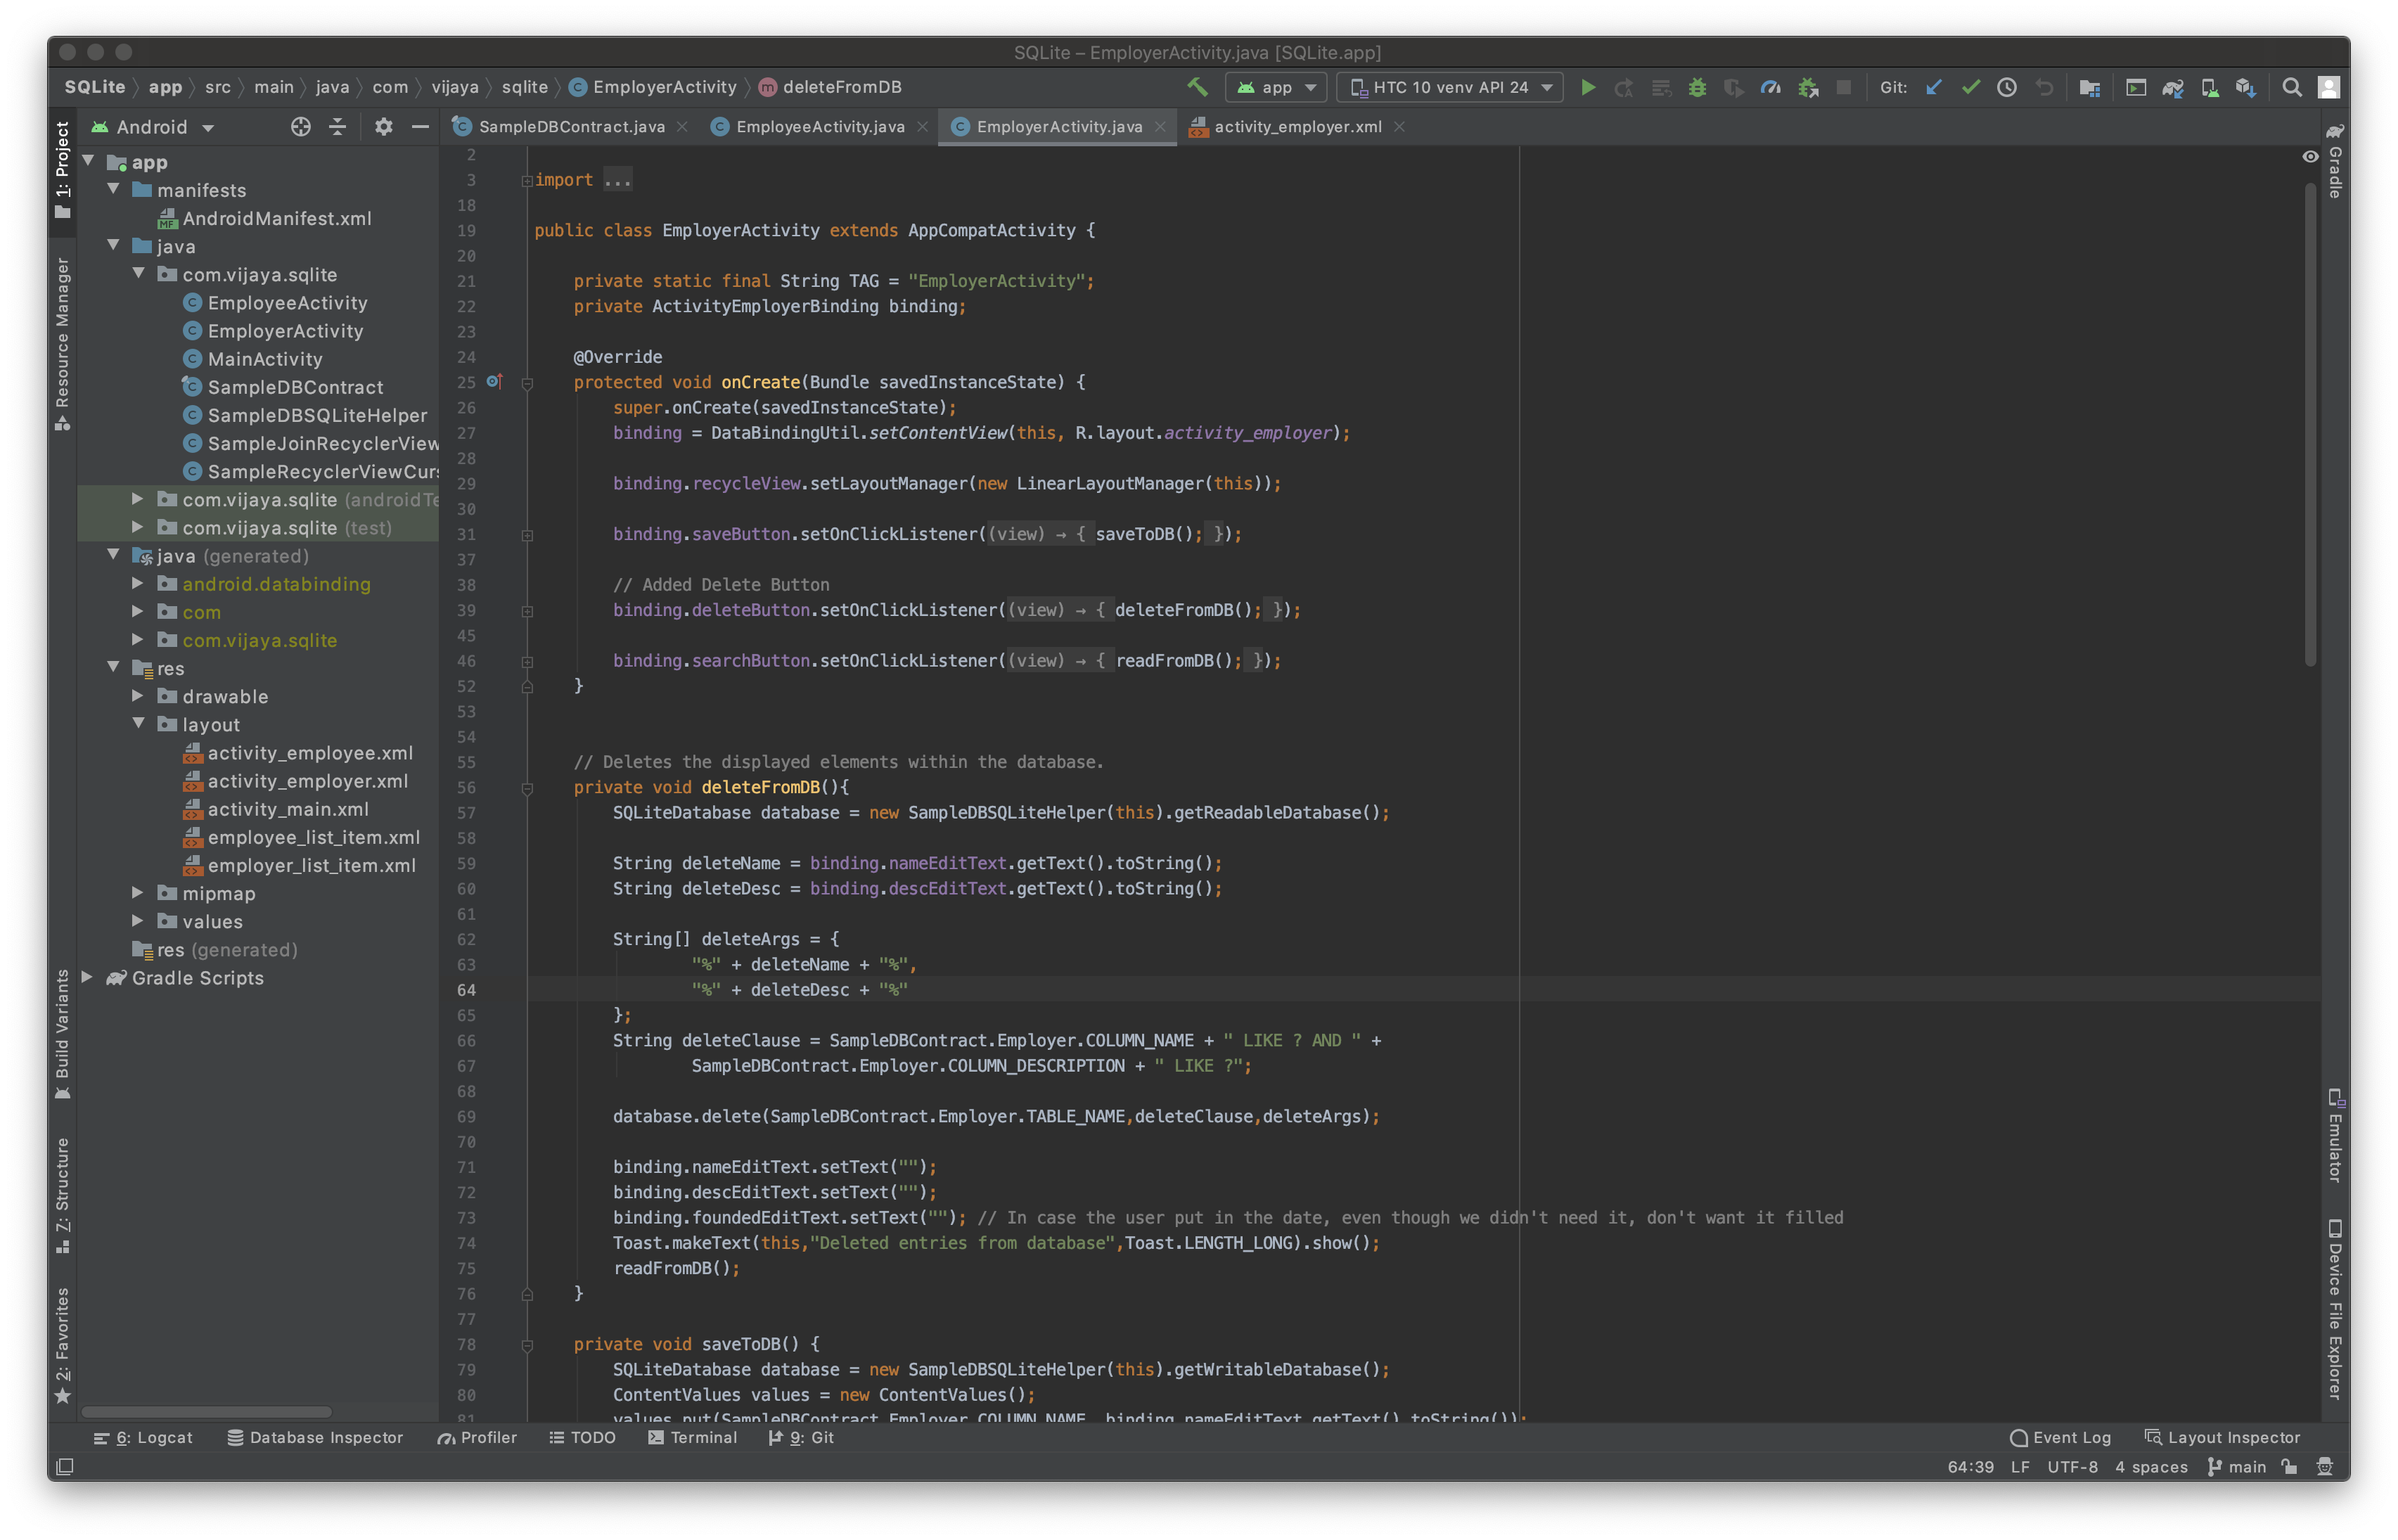 SQLite – EmployerActivity.java [SQLite.app]
SQLite app src main java com vijaya sqlite EmployerActivity deleteFromDB
app HTC 10 venv API 24 Git:
Android
SampleDBContract.java EmployeeActivity.java EmployerActivity.java activity_employer.xml
1: Project
Resource Manager
Build Variants
7: Structure
2: Favorites
app
manifests
AndroidManifest.xml
java
com.vijaya.sqlite
EmployeeActivity
EmployerActivity
MainActivity
SampleDBContract
SampleDBSQLiteHelper
SampleJoinRecyclerView
SampleRecyclerViewCurs
com.vijaya.sqlite (androidTe
com.vijaya.sqlite (test)
java (generated)
android.databinding
com
com.vijaya.sqlite
res
drawable
layout
activity_employee.xml
activity_employer.xml
activity_main.xml
employee_list_item.xml
employer_list_item.xml
mipmap
values
res (generated)
Gradle Scripts
2
3 import ...
18
19 public class EmployerActivity extends AppCompatActivity {
20
21 private static final String TAG = "EmployerActivity";
22 private ActivityEmployerBinding binding;
23
24 @Override
25 protected void onCreate(Bundle savedInstanceState) {
26 super.onCreate(savedInstanceState);
27 binding = DataBindingUtil.setContentView(this, R.layout.activity_employer);
28
29 binding.recycleView.setLayoutManager(new LinearLayoutManager(this));
30
31 binding.saveButton.setOnClickListener((view) → { saveToDB(); });
37
38 // Added Delete Button
39 binding.deleteButton.setOnClickListener((view) → { deleteFromDB(); });
45
46 binding.searchButton.setOnClickListener((view) → { readFromDB(); });
52 }
53
54
55 // Deletes the displayed elements within the database.
56 private void deleteFromDB(){
57 SQLiteDatabase database = new SampleDBSQLiteHelper(this).getReadableDatabase();
58
59 String deleteName = binding.nameEditText.getText().toString();
60 String deleteDesc = binding.descEditText.getText().toString();
61
62 String[] deleteArgs = {
63 "%" + deleteName + "%",
64 "%" + deleteDesc + "%"
65 };
66 String deleteClause = SampleDBContract.Employer.COLUMN_NAME + " LIKE ? AND " +
67 SampleDBContract.Employer.COLUMN_DESCRIPTION + " LIKE ?";
68
69 database.delete(SampleDBContract.Employer.TABLE_NAME,deleteClause,deleteArgs);
70
71 binding.nameEditText.setText("");
72 binding.descEditText.setText("");
73 binding.foundedEditText.setText(""); // In case the user put in the date, even though we didn't need it, don't want it filled
74 Toast.makeText(this,"Deleted entries from database",Toast.LENGTH_LONG).show();
75 readFromDB();
76 }
77
78 private void saveToDB() {
79 SQLiteDatabase database = new SampleDBSQLiteHelper(this).getWritableDatabase();
80 ContentValues values = new ContentValues();
81 values.put(SampleDBContract.Employer.COLUMN_NAME, binding.nameEditText.getText().toString());
Gradle
Emulator
Device File Explorer
6: Logcat Database Inspector Profiler TODO Terminal 9: Git Event Log Layout Inspector
64:39 LF UTF-8 4 spaces main